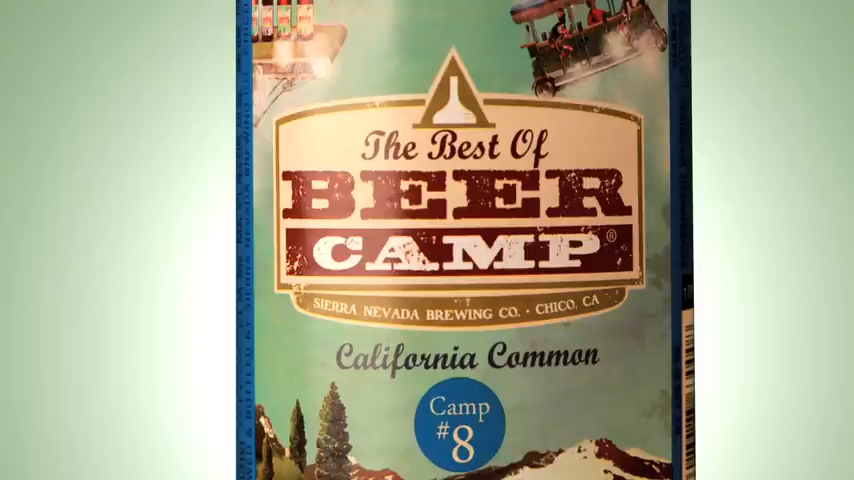 The Best Of
BEER
CAMP®
SIERRA NEVADA BREWING CO. • CHICO, CA
California Common
Camp
#8